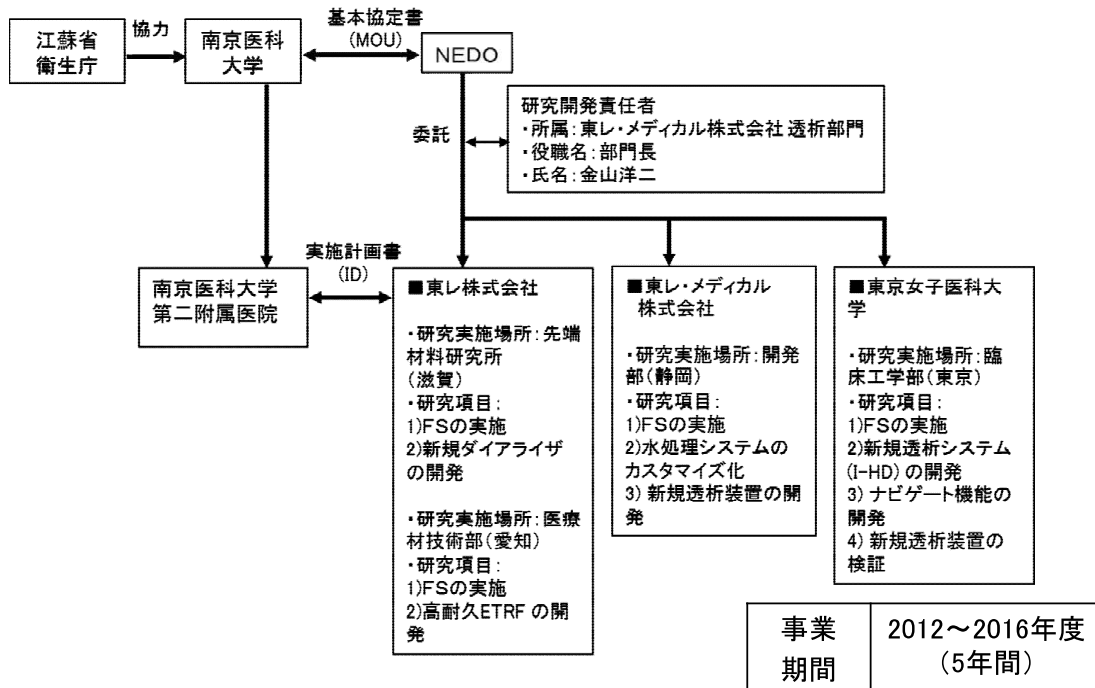 江蘇省
衛生庁
協力
南京医科
大学
基本協定書
(MOU)
NEDO
委託
研究開発責任者
・所属：東レ・メディカル株式会社 透析部門
・役職名：部門長
・氏名：金山洋二
南京医科大学
第二附属医院
実施計画書
(ID)
■東レ株式会社
・研究実施場所：先端
材料研究所
(滋賀)
・研究項目：
1)FSの実施
2)新規ダイアライザ
の開発
・研究実施場所：医療
材技術部(愛知)
・研究項目：
1)FSの実施
2)高耐久ETRF の開
発
■東レ・メディカル
株式会社
・研究実施場所：開発
部(静岡)
・研究項目：
1)FSの実施
2)水処理システムの
カスタマイズ化
3) 新規透析装置の開
発
■東京女子医科大
学
・研究実施場所：臨
床工学部(東京)
・研究項目：
1)FSの実施
2)新規透析システム
(I-HD) の開発
3) ナビゲート機能の
開発
4) 新規透析装置の
検証
事業
期間
2012～2016年度
(5年間)